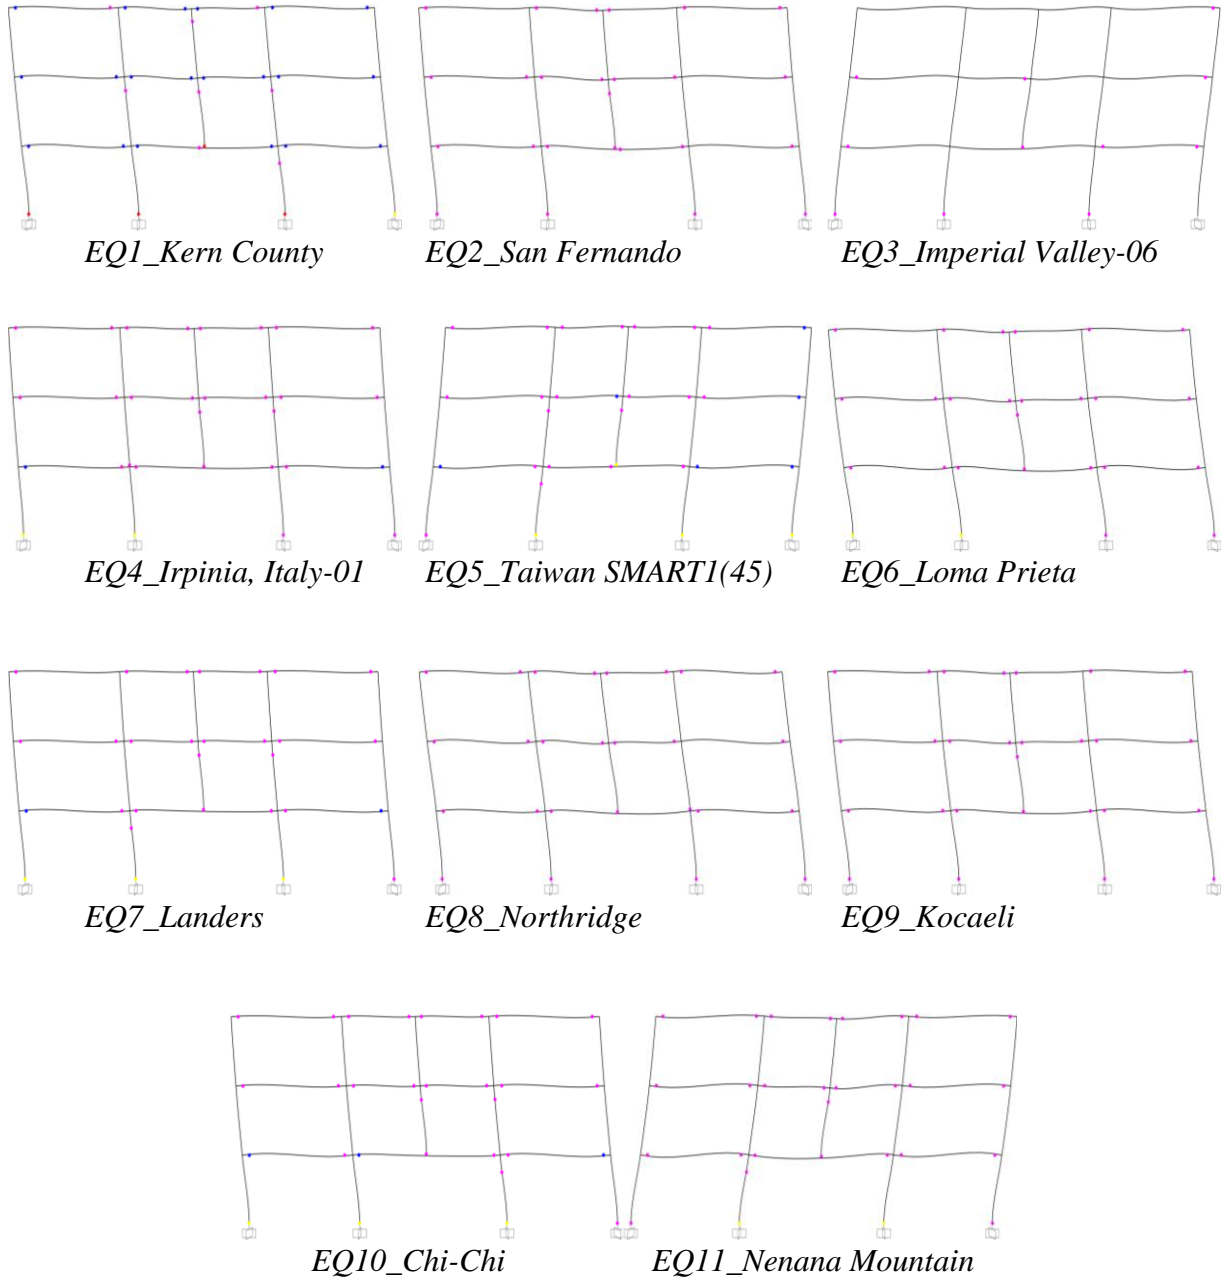 EQ1_Kern County
EQ2_San Fernando
EQ3_Imperial Valley-06
EQ4_Irpinia, Italy-01
EQ5_Taiwan SMART1(45)
EQ6_Loma Prieta
EQ7_Landers
EQ8_Northridge
EQ9_Kocaeli
EQ10_Chi-Chi
EQ11_Nenana Mountain